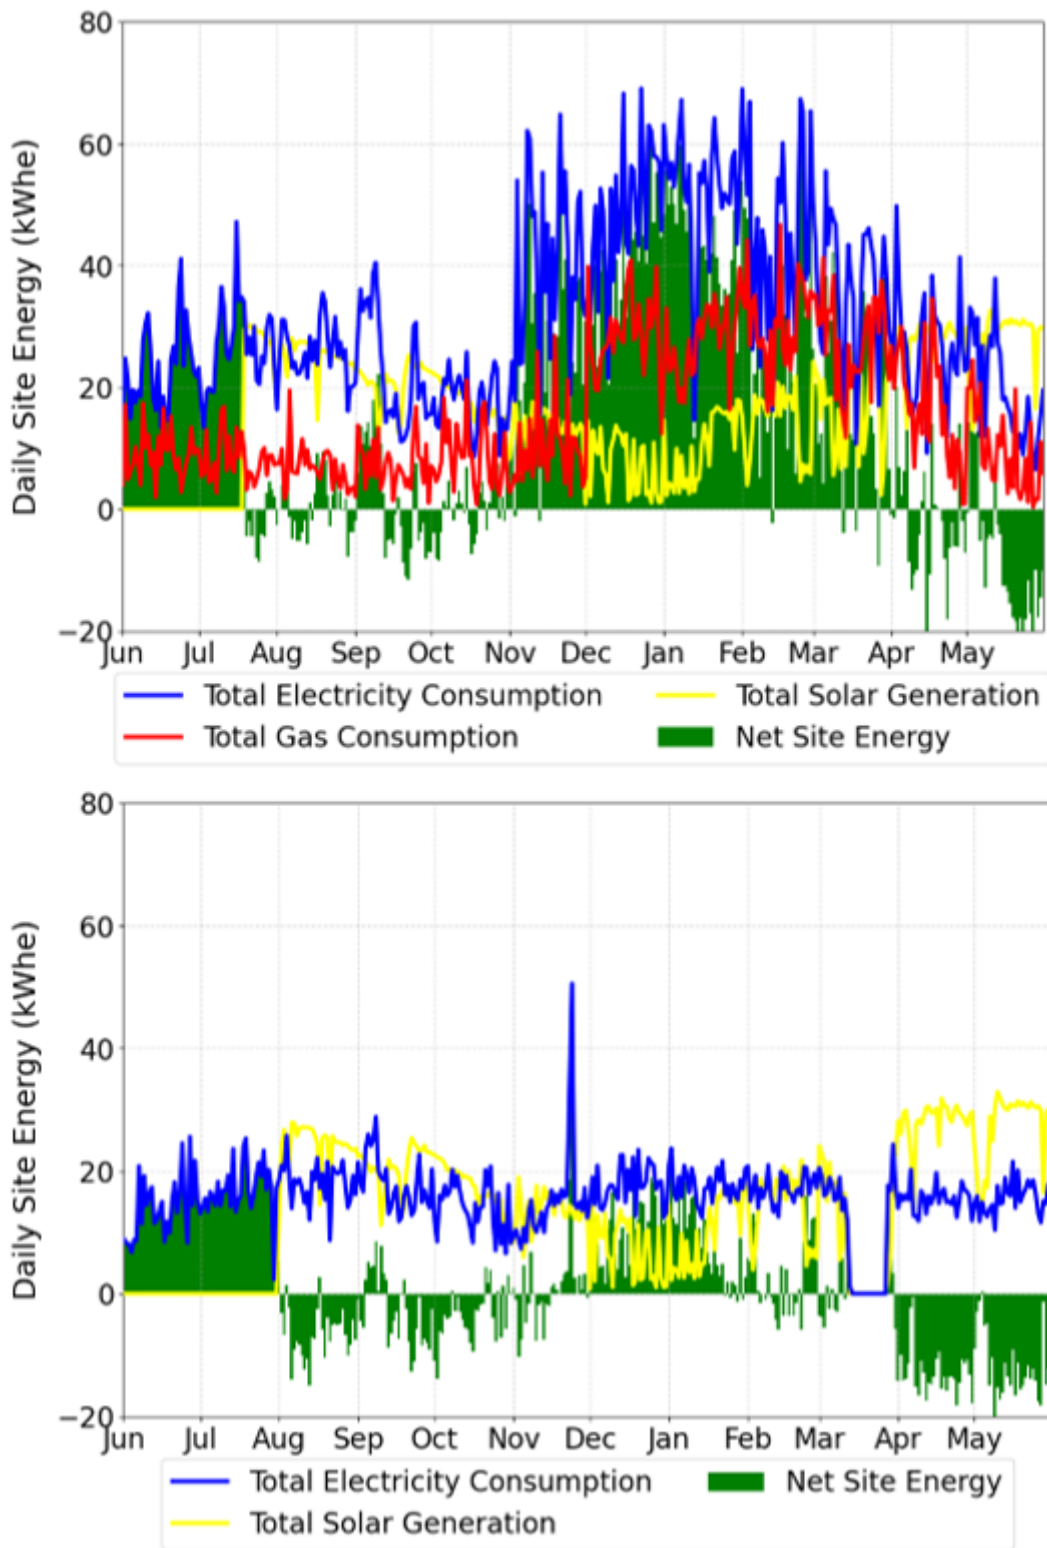 80
60
40
20
0
−20
Daily Site Energy (kWhe)
Jun Jul Aug Sep Oct Nov Dec Jan Feb Mar Apr May
Total Electricity Consumption Total Solar Generation
Total Gas Consumption Net Site Energy
80
60
40
20
0
−20
Daily Site Energy (kWhe)
Jun Jul Aug Sep Oct Nov Dec Jan Feb Mar Apr May
Total Electricity Consumption Net Site Energy
Total Solar Generation